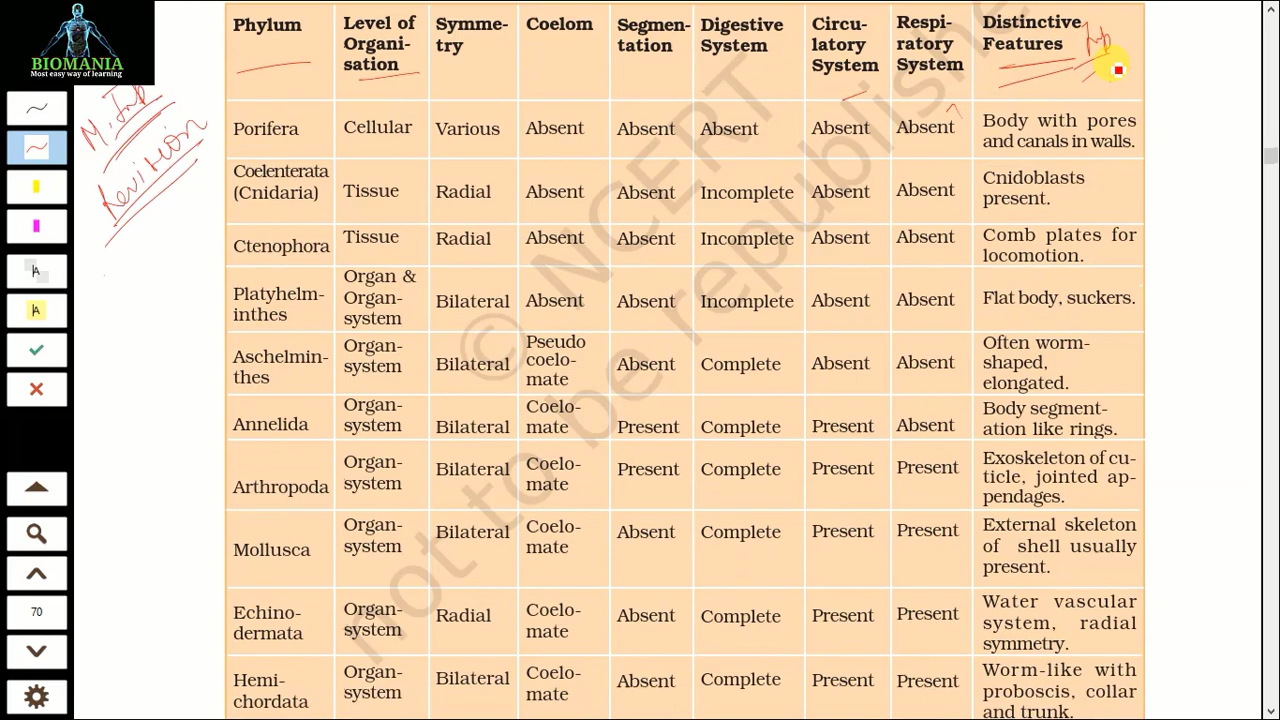 BIOMANIA
Most easy way of learning
M. Imp
Revition
Imp
70
Phylum
Level of
Organi-
sation
Symme-
try
Coelom
Segmen-
tation
Digestive
System
Circu-
latory
System
Respi-
ratory
System
Distinctive
Features
Porifera
Cellular
Various
Absent
Absent
Absent
Absent
Absent
Body with pores
and canals in walls.
Coelenterata
(Cnidaria)
Tissue
Radial
Absent
Absent
Incomplete
Absent
Absent
Cnidoblasts
present.
Ctenophora
Tissue
Radial
Absent
Absent
Incomplete
Absent
Absent
Comb plates for
locomotion.
Platyhelm-
inthes
Organ &
Organ-
system
Bilateral
Absent
Absent
Incomplete
Absent
Absent
Flat body, suckers.
Aschelmin-
thes
Organ-
system
Bilateral
Pseudo
coelo-
mate
Absent
Complete
Absent
Absent
Often worm-
shaped,
elongated.
Annelida
Organ-
system
Bilateral
Coelo-
mate
Present
Complete
Present
Absent
Body segment-
ation like rings.
Arthropoda
Organ-
system
Bilateral
Coelo-
mate
Present
Complete
Present
Present
Exoskeleton of cu-
ticle, jointed ap-
pendages.
Mollusca
Organ-
system
Bilateral
Coelo-
mate
Absent
Complete
Present
Present
External skeleton
of shell usually
present.
Echino-
dermata
Organ-
system
Radial
Coelo-
mate
Absent
Complete
Present
Present
Water vascular
system, radial
symmetry.
Hemi-
chordata
Organ-
system
Bilateral
Coelo-
mate
Absent
Complete
Present
Present
Worm-like with
proboscis, collar
and trunk.
© NCERT
not to be republishe